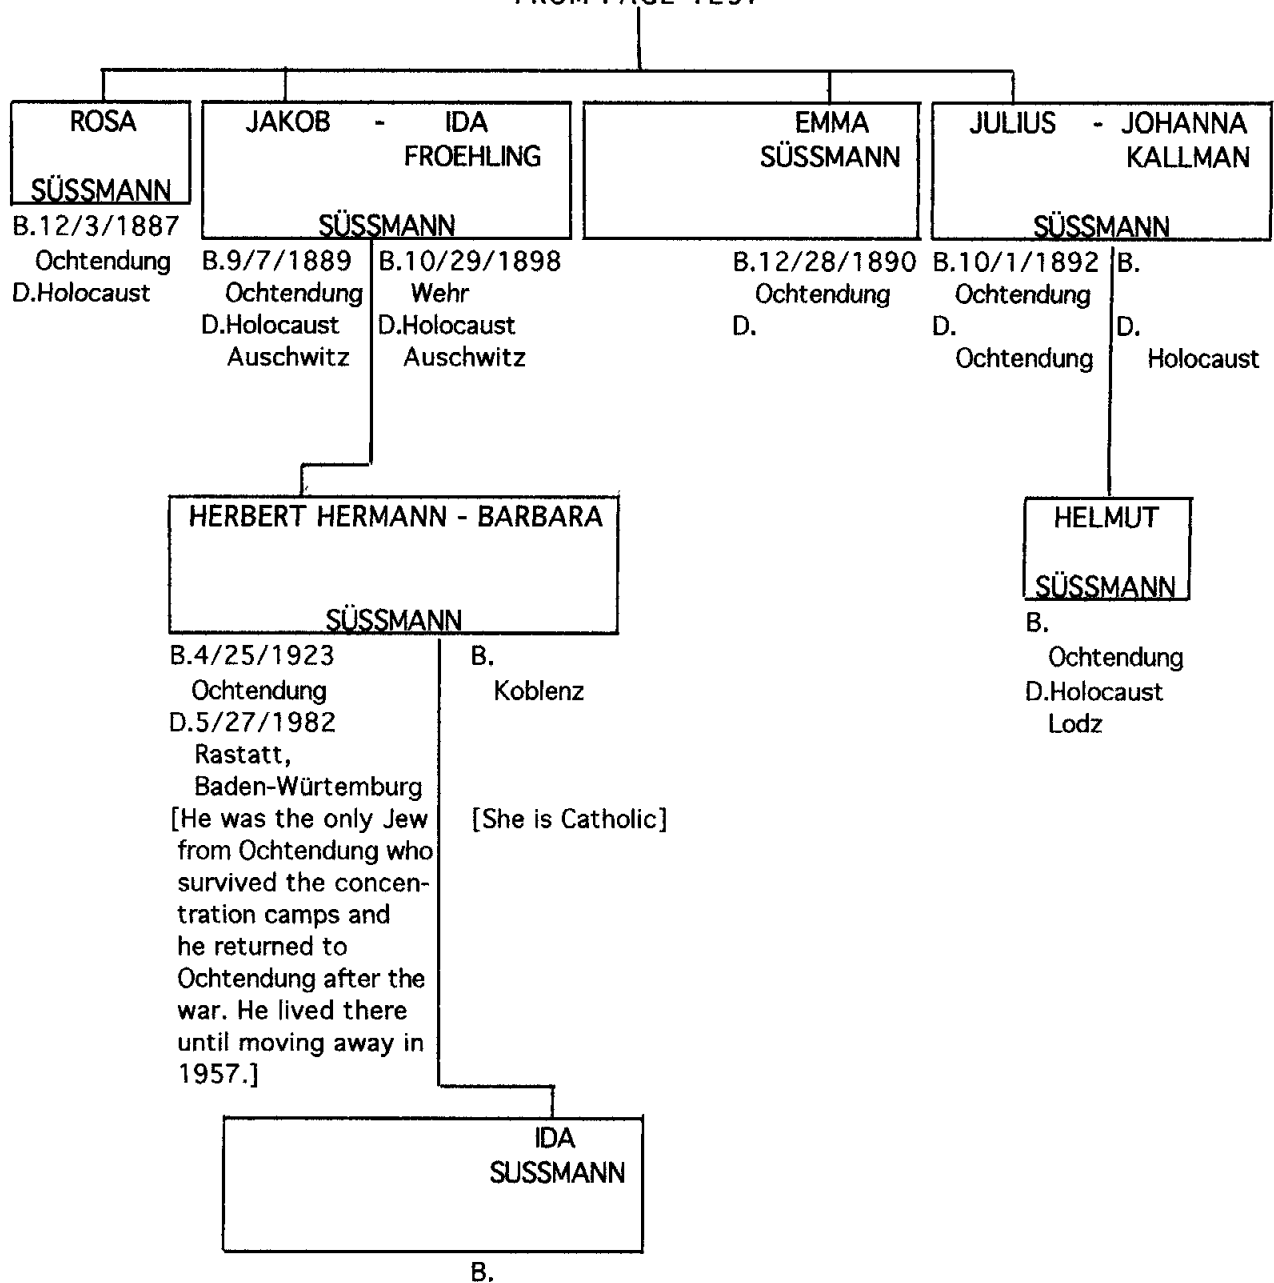 ROSA
SÜSSMANN
B.12/3/1887
Ochtendung
D.Holocaust
JAKOB - IDA
FROEHLING
SÜSSMANN
B.9/7/1889
Ochtendung
D.Holocaust
Auschwitz
B.10/29/1898
Wehr
D.Holocaust
Auschwitz
EMMA
SÜSSMANN
B.12/28/1890
Ochtendung
D.
JULIUS - JOHANNA
KALLMAN
SÜSSMANN
B.10/1/1892
Ochtendung
D.
Ochtendung
B.
D.
Holocaust
HERBERT HERMANN - BARBARA
SÜSSMANN
B.4/25/1923
Ochtendung
D.5/27/1982
Rastatt,
Baden-Würtemburg
[He was the only Jew
from Ochtendung who
survived the concen-
tration camps and
he returned to
Ochtendung after the
war. He lived there
until moving away in
1957.]
B.
Koblenz
[She is Catholic]
HELMUT
SÜSSMANN
B.
Ochtendung
D.Holocaust
Lodz
IDA
SUSSMANN
B.